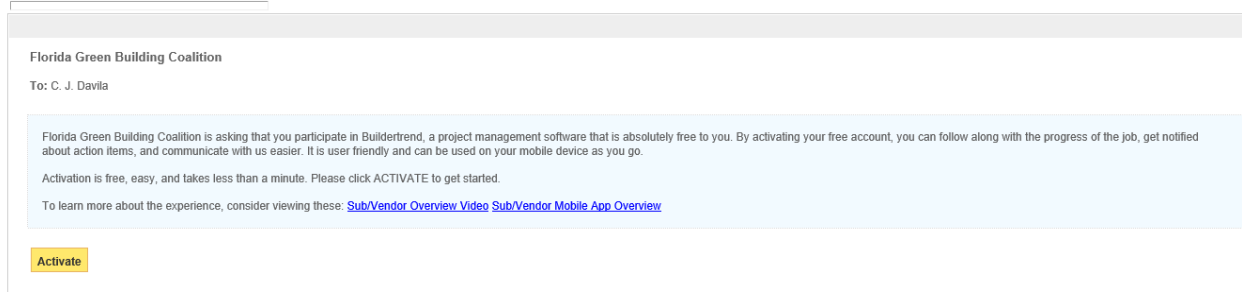 Florida Green Building Coalition
To: C. J. Davila
Florida Green Building Coalition is asking that you participate in Buildertrend, a project management software that is absolutely free to you. By activating your free account, you can follow along with the progress of the job, get notified
about action items, and communicate with us easier. It is user friendly and can be used on your mobile device as you go.
Activation is free, easy, and takes less than a minute. Please click ACTIVATE to get started.
To learn more about the experience, consider viewing these: Sub/Vendor Overview Video Sub/Vendor Mobile App Overview
Activate